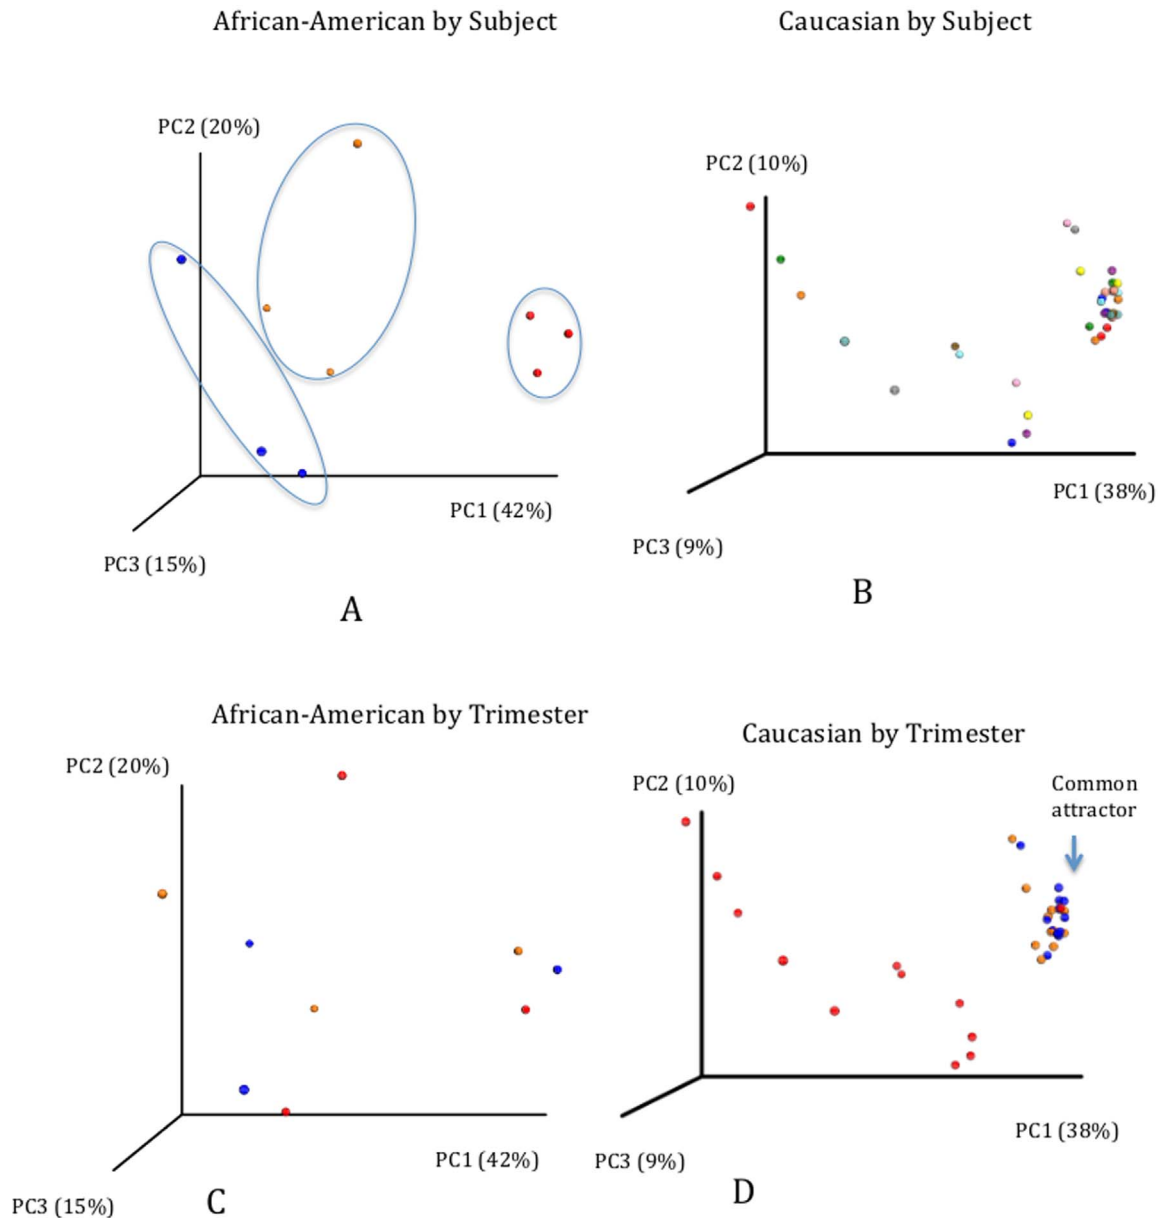 African-American by Subject
Caucasian by Subject
PC2 (20%)
PC1 (42%)
PC3 (15%)
A
PC2 (10%)
PC1 (38%)
PC3 (9%)
B
African-American by Trimester
Caucasian by Trimester
PC2 (20%)
PC1 (42%)
PC3 (15%)
C
PC2 (10%)
Common
attractor
PC1 (38%)
PC3 (9%)
D